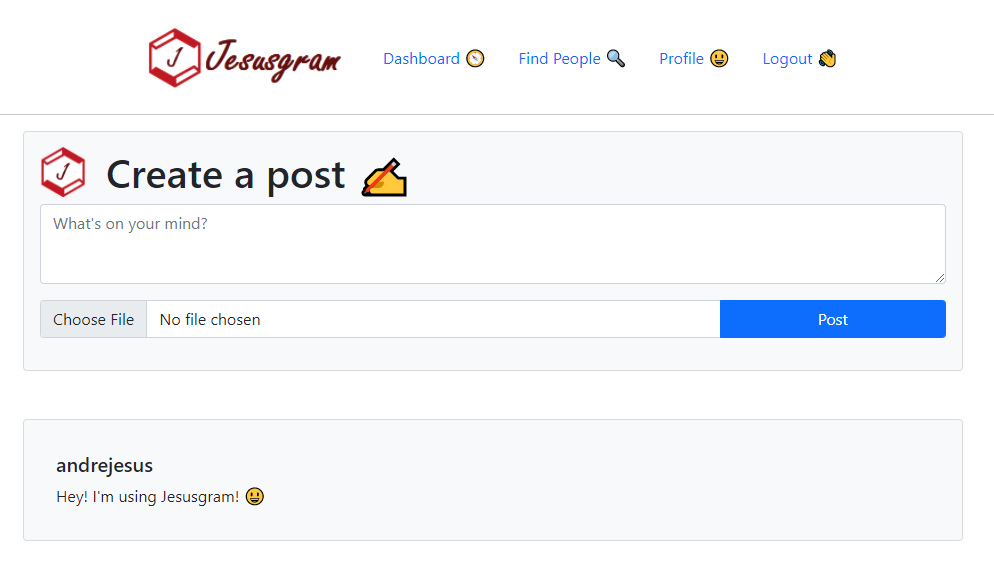 J Jesusgram Dashboard 🧭 Find People 🔍 Profile 😃 Logout 👋
J Create a post ✍
What's on your mind?
Choose File No file chosen Post
andrejesus
Hey! I'm using Jesusgram! 😃